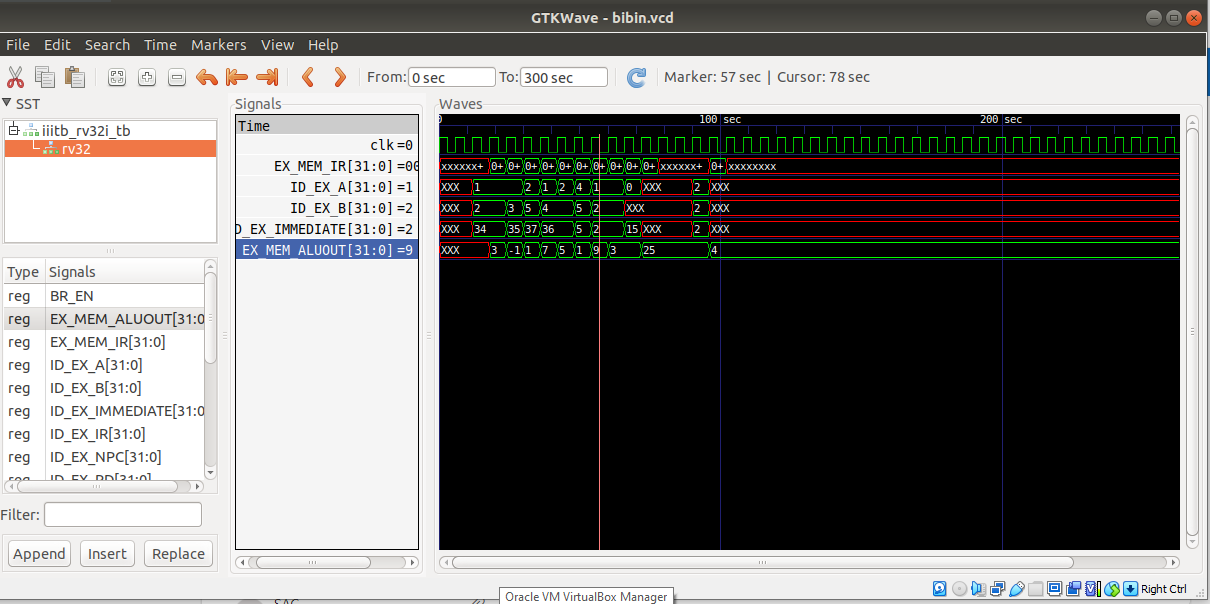 GTKWave - bibin.vcd
File Edit Search Time Markers View Help
From: 0 sec To: 300 sec Marker: 57 sec | Cursor: 78 sec
SST
iiitb_rv32i_tb
rv32
Type Signals
reg BR_EN
reg EX_MEM_ALUOUT[31:0
reg EX_MEM_IR[31:0]
reg ID_EX_A[31:0]
reg ID_EX_B[31:0]
reg ID_EX_IMMEDIATE[31:0
reg ID_EX_IR[31:0]
reg ID_EX_NPC[31:0]
reg ID_EX_RD[31:0]
Filter:
Append Insert Replace
Signals
Time
clk=0
EX_MEM_IR[31:0]=00
ID_EX_A[31:0]=1
ID_EX_B[31:0]=2
D_EX_IMMEDIATE[31:0]=2
EX_MEM_ALUOUT[31:0]=9
Waves
0 100 sec 200 sec
xxxxxx+ 0+ 0+ 0+ 0+ 0+ 0+ 0+ 0+ 0+ 0+ xxxxxx+ 0+ xxxxxxxx
XXX 1 2 1 2 4 1 0 XXX 2 XXX
XXX 2 3 5 4 5 2 XXX 2 XXX
XXX 34 35 37 36 5 2 15 XXX 2 XXX
XXX 3 -1 1 7 5 1 9 3 25 4
Right Ctrl
Oracle VM VirtualBox Manager